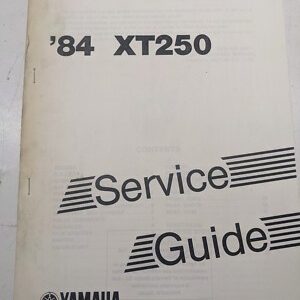 '84 XT250
Service
Guide
YAMAHA